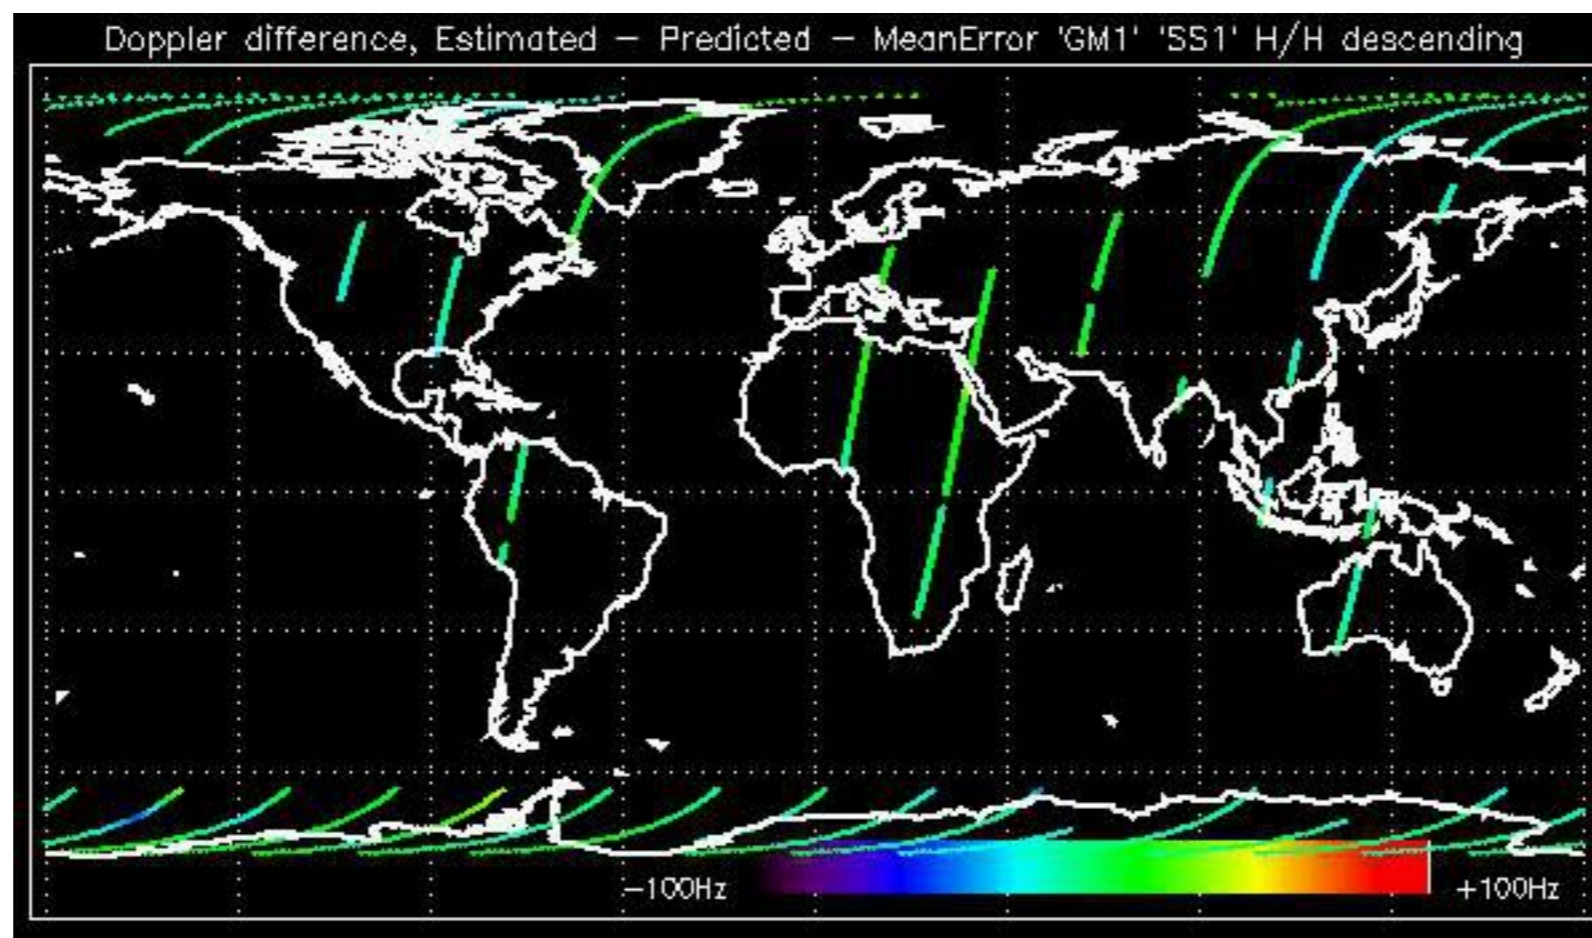 Doppler difference, Estimated – Predicted – MeanError 'GM1' 'SS1' H/H descending
−100Hz +100Hz